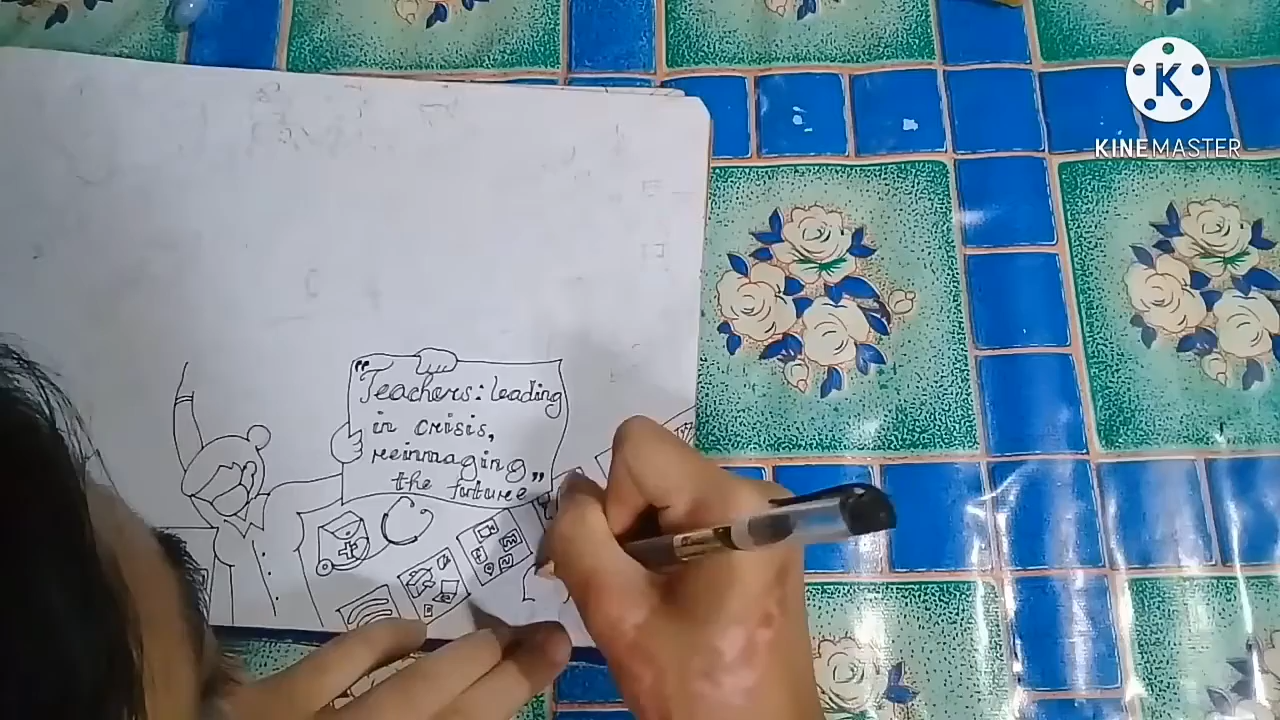 "Teachers: leading
in crisis,
reinmaging
the future"
K
KINEMASTER